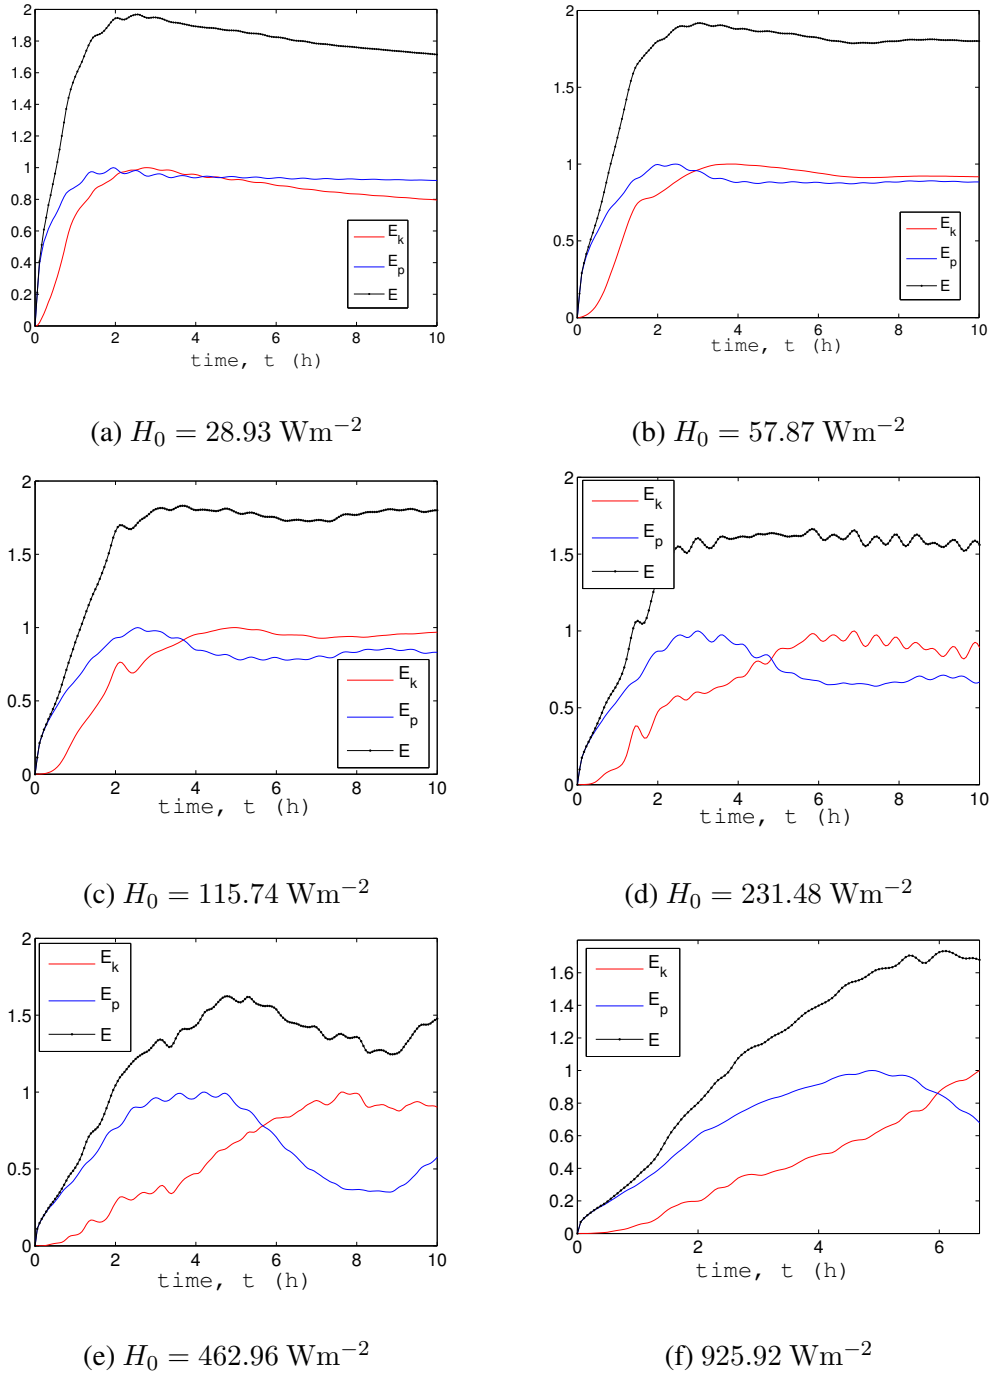 2
1.8
1.6
1.4
1.2
1
0.8
0.6
0.4
0.2
0
0 2 4 6 8 10
time, t (h)
E_k
E_p
E
(a) H_0 = 28.93 Wm^{-2}
2
1.5
1
0.5
0
0 2 4 6 8 10
time, t (h)
E_k
E_p
E
(b) H_0 = 57.87 Wm^{-2}
2
1.5
1
0.5
0
0 2 4 6 8 10
time, t (h)
E_k
E_p
E
(c) H_0 = 115.74 Wm^{-2}
2
1.5
1
0.5
0
0 2 4 6 8 10
time, t (h)
E_k
E_p
E
(d) H_0 = 231.48 Wm^{-2}
2
1.5
1
0.5
0
0 2 4 6 8 10
time, t (h)
E_k
E_p
E
(e) H_0 = 462.96 Wm^{-2}
1.6
1.4
1.2
1
0.8
0.6
0.4
0.2
0
0 2 4 6
time, t (h)
E_k
E_p
E
(f) 925.92 Wm^{-2}